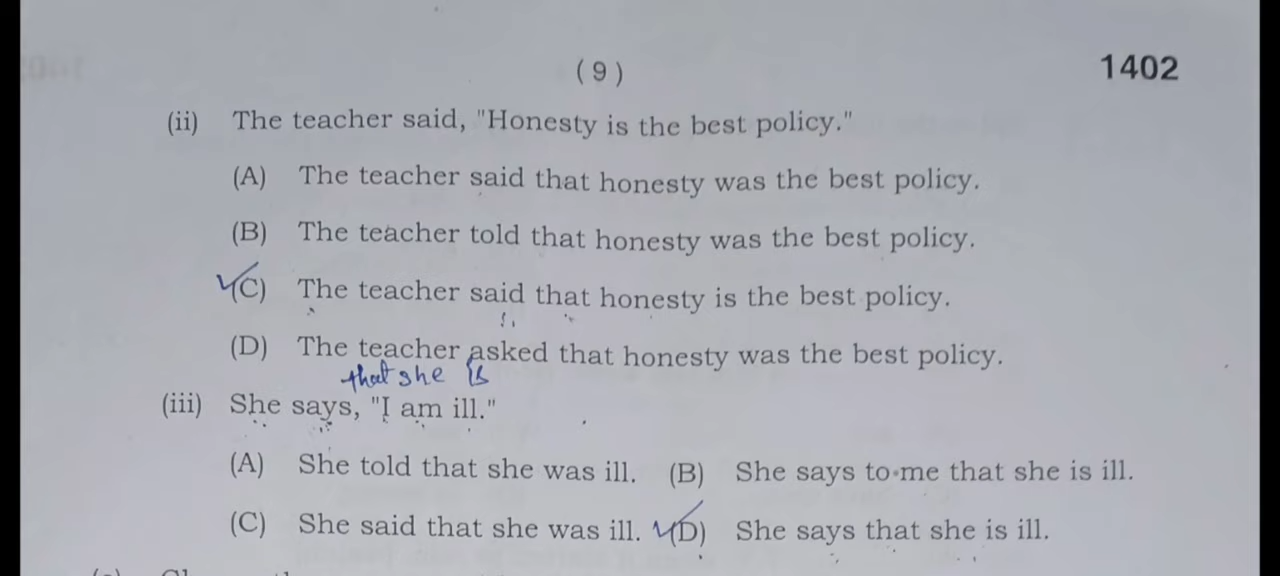 (9)
1402
(ii) The teacher said, "Honesty is the best policy."
(A) The teacher said that honesty was the best policy.
(B) The teacher told that honesty was the best policy.
(C) The teacher said that honesty is the best policy.
(D) The teacher asked that honesty was the best policy.
that she is
(iii) She says, "I am ill."
(A) She told that she was ill. (B) She says to me that she is ill.
(C) She said that she was ill. (D) She says that she is ill.